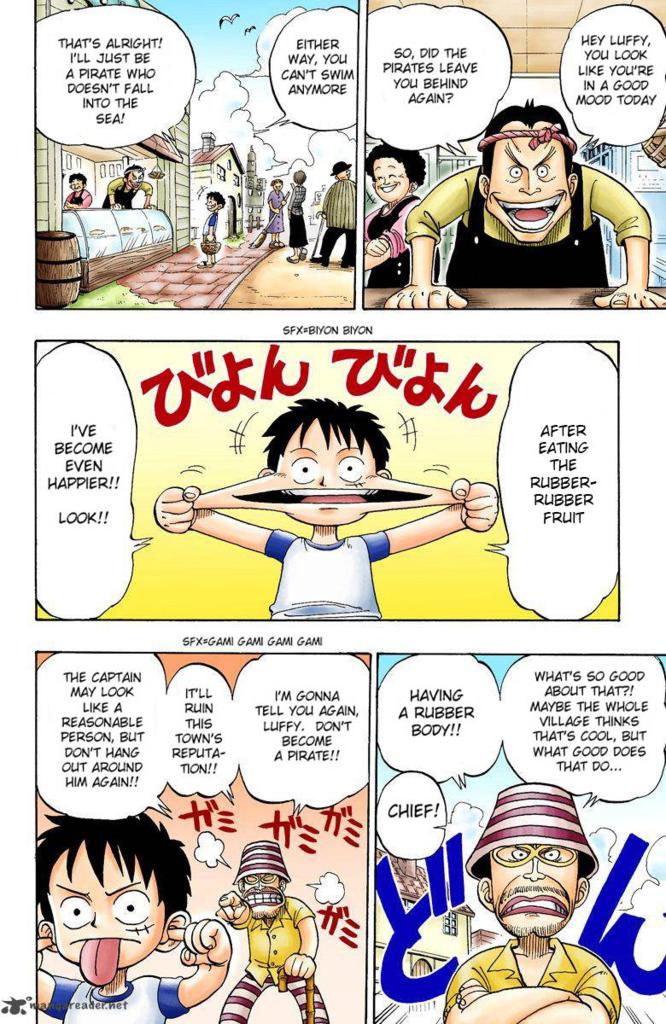 HEY LUFFY, YOU
LOOK
LIKE YOU'RE
IN A GOOD
MOOD TODAY
SO, DID THE
PIRATES LEAVE
YOU BEHIND
AGAIN?
EITHER
WAY, YOU
CAN'T SWIM
ANYMORE
THAT'S ALRIGHT!
I'LL JUST BE
A PIRATE WHO
DOESN'T FALL
INTO THE
SEA!
SFX=BIYON BIYON
びよん びよん
AFTER
EATING
THE
RUBBER-
RUBBER
FRUIT
I'VE
BECOME
EVEN
HAPPIER!!
LOOK!!
WHAT'S SO GOOD
ABOUT THAT?!
MAYBE THE WHOLE
VILLAGE THINKS
THAT'S COOL, BUT
WHAT GOOD DOES
THAT DO...
HAVING
A RUBBER
BODY!!
CHIEF!
どん
SFX=GAMI GAMI GAMI GAMI
I'M GONNA
TELL YOU AGAIN,
LUFFY. DON'T
BECOME
A PIRATE!!
IT'LL
RUIN
THIS
TOWN'S
REPUTA-
TION!!
THE CAPTAIN
MAY LOOK
LIKE A
REASONABLE
PERSON, BUT
DON'T HANG
OUT AROUND
HIM AGAIN!!
ガミ
ガミ
ガミ
ガミ
mangareader.net